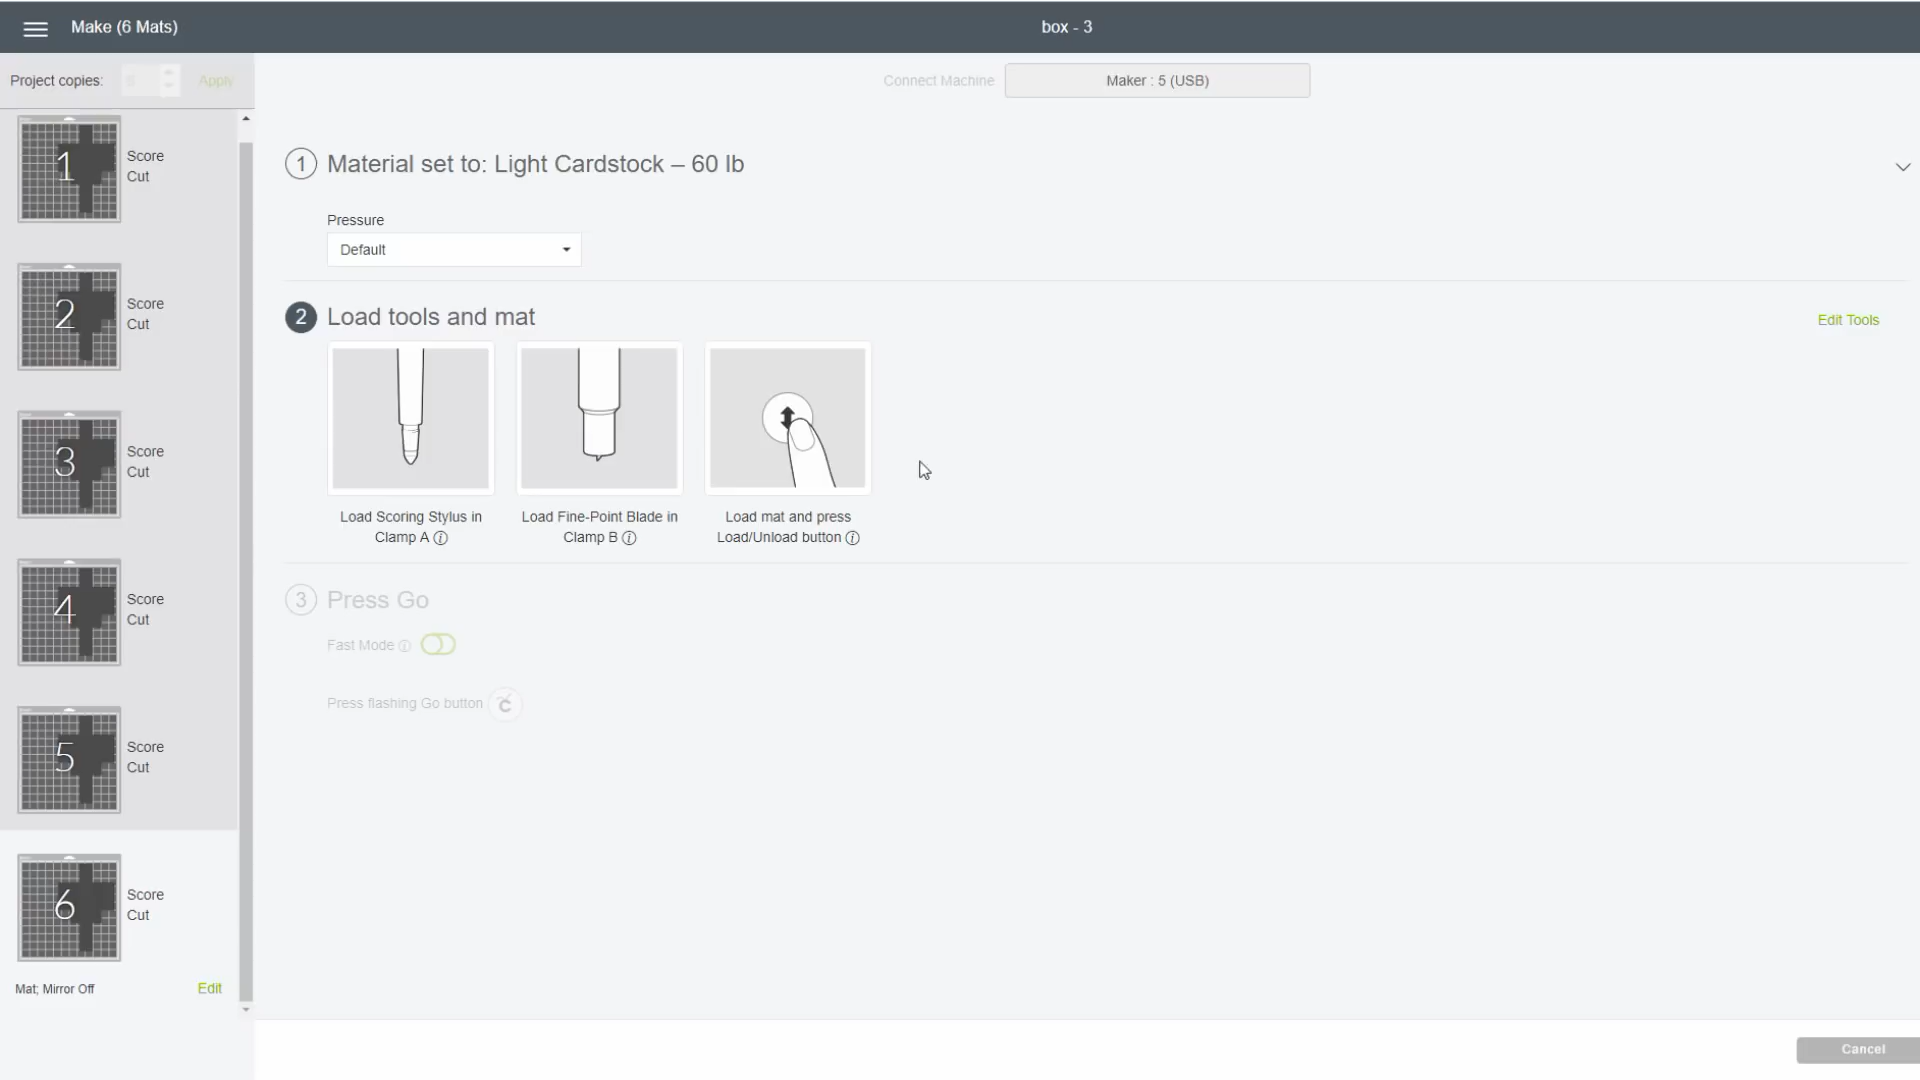 Make (6 Mats)
box - 3
Project copies:
Apply
Connect Machine
Maker : 5 (USB)
1
Score
Cut
2
Score
Cut
3
Score
Cut
4
Score
Cut
5
Score
Cut
6
Score
Cut
Mat; Mirror Off
Edit
1 Material set to: Light Cardstock – 60 lb
Pressure
Default
2 Load tools and mat
Edit Tools
Load Scoring Stylus in
Clamp A
Load Fine-Point Blade in
Clamp B
Load mat and press
Load/Unload button
3 Press Go
Fast Mode
Press flashing Go button
Cancel